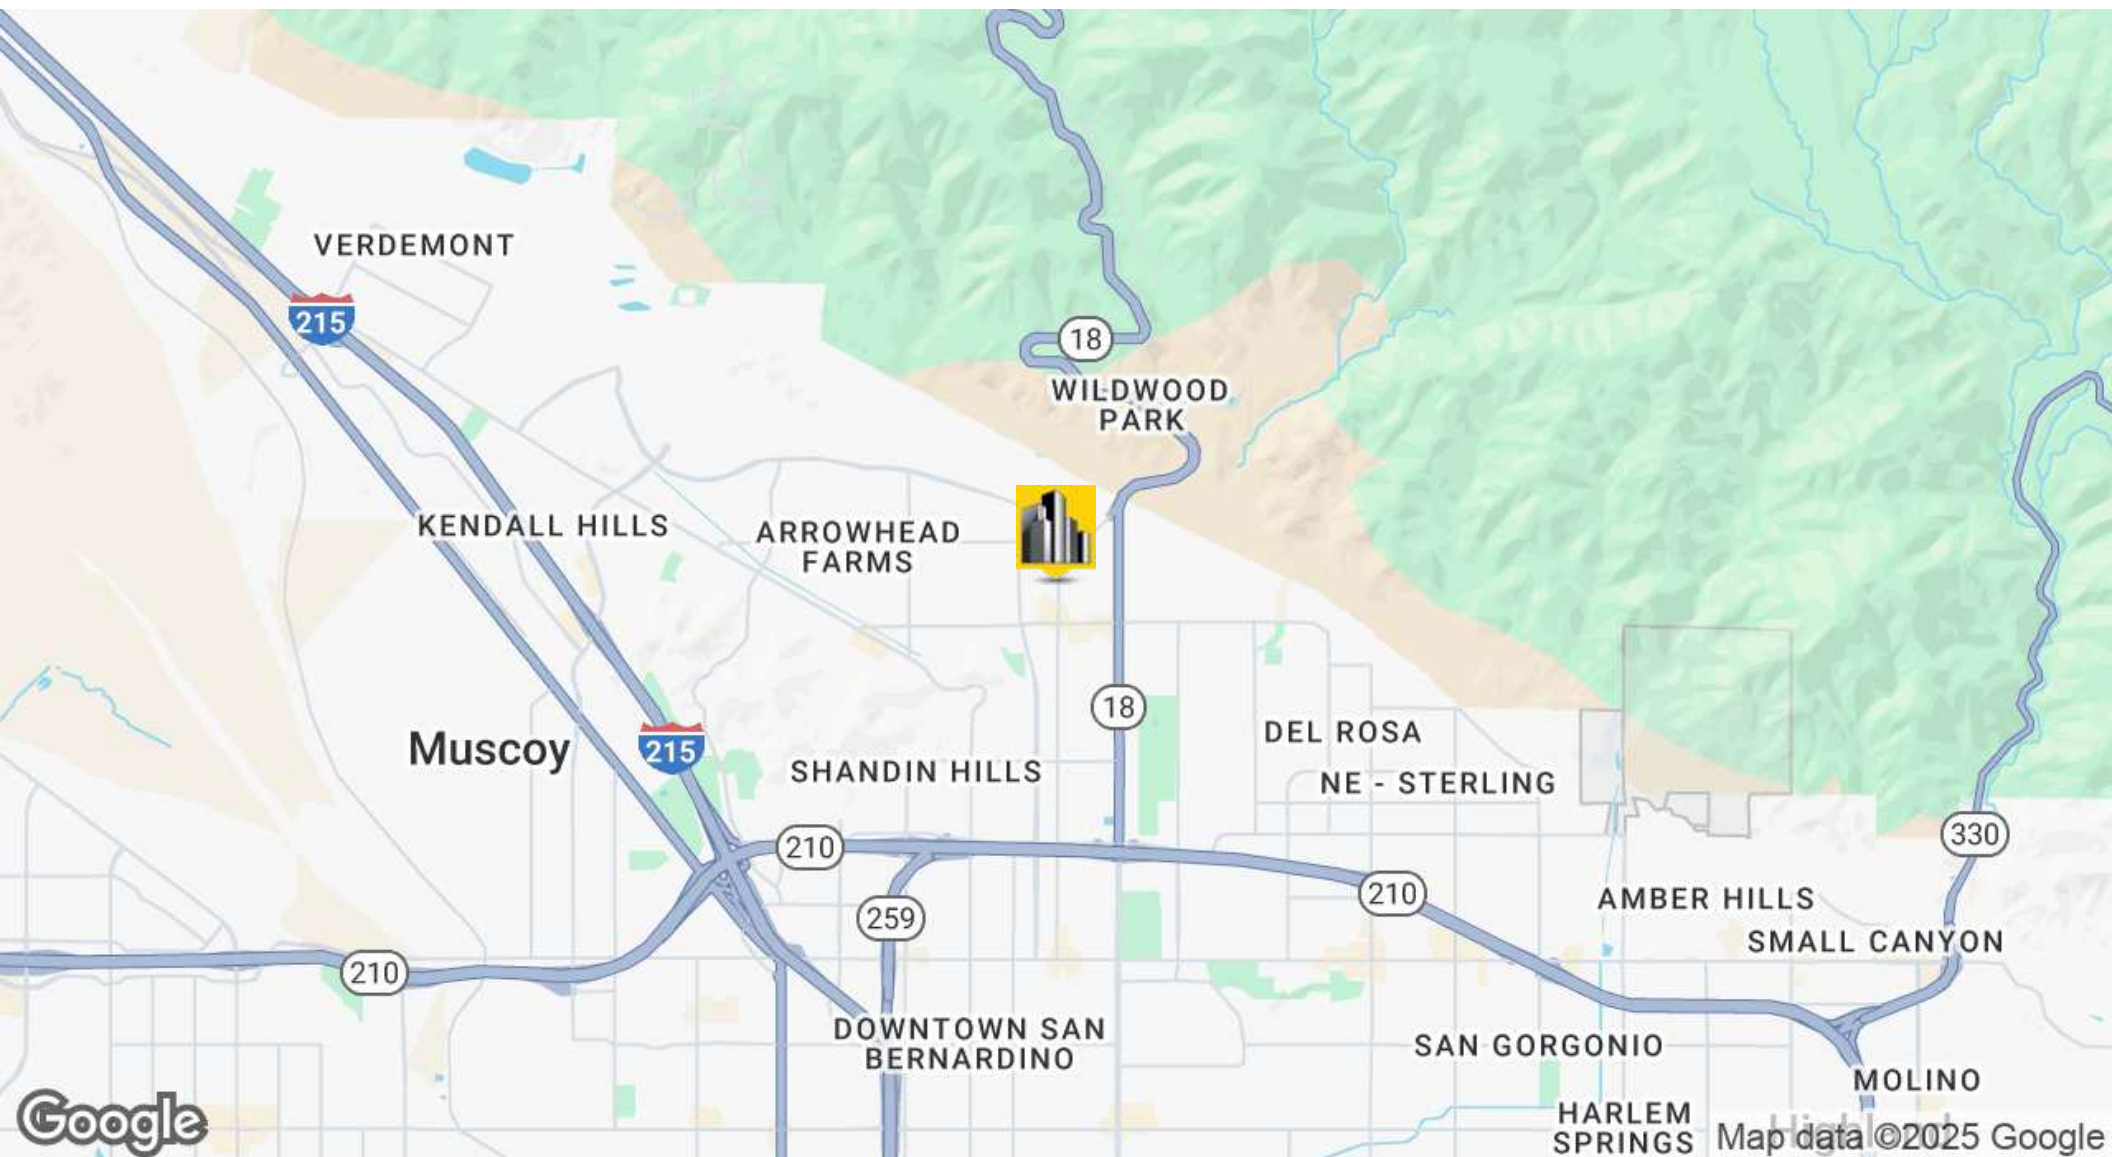 VERDEMONT
215
18
WILDWOOD
PARK
KENDALL HILLS
ARROWHEAD
FARMS
18
DEL ROSA
Muscoy
215
SHANDIN HILLS
NE - STERLING
210
330
210
AMBER HILLS
259
SMALL CANYON
210
DOWNTOWN SAN
BERNARDINO
SAN GORGONIO
MOLINO
Google
HARLEM
SPRINGS
Highland
Map data ©2025 Google